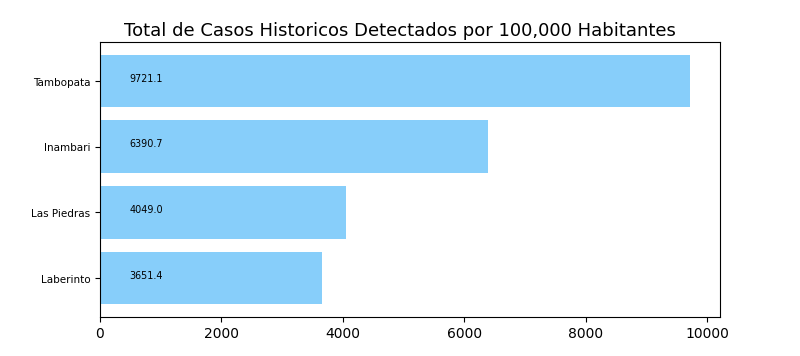 Total de Casos Historicos Detectados por 100,000 Habitantes
Tambopata 9721.1
Inambari 6390.7
Las Piedras 4049.0
Laberinto 3651.4
0 2000 4000 6000 8000 10000